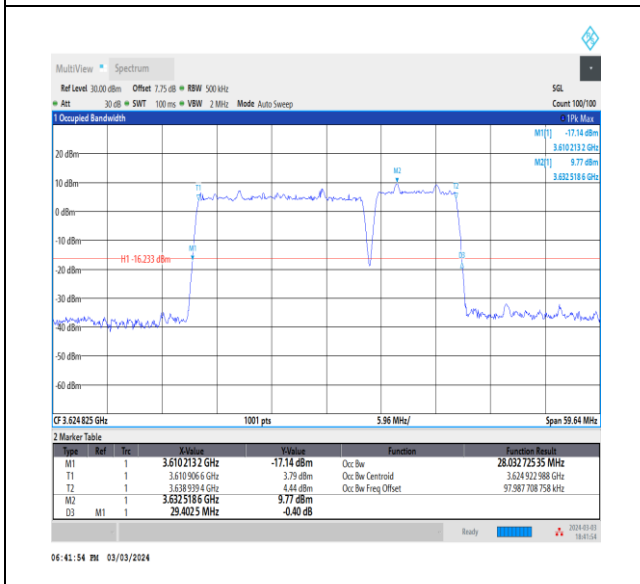 MultiView Spectrum
Ref Level 30.00 dBm Offset 7.75 dB RBW 500 kHz SGL
Att 30 dB SWT 100 ms VBW 2 MHz Mode Auto Sweep Count 100/100
1 Occupied Bandwidth 1Pk Max
M1[1] -17.14 dBm
3.610 213 2 GHz
M2[1] 9.77 dBm
3.632 518 6 GHz
20 dBm
M2
10 dBm
T1 T2
0 dBm
-10 dBm
M1
D3
H1 -16.233 dBm
-20 dBm
-30 dBm
-40 dBm
-50 dBm
-60 dBm
CF 3.624 825 GHz 1001 pts 5.96 MHz/ Span 59.64 MHz
2 Marker Table
Type Ref Trc X-Value Y-Value Function Function Result
M1 1 3.610 213 2 GHz -17.14 dBm Occ Bw 28.032 725 35 MHz
T1 1 3.610 906 6 GHz 3.79 dBm Occ Bw Centroid 3.624 922 988 GHz
T2 1 3.638 939 4 GHz 4.44 dBm Occ Bw Freq Offset 97.987 708 758 kHz
M2 1 3.632 518 6 GHz 9.77 dBm
D3 M1 1 29.402 5 MHz -0.40 dB
Ready 2024-03-03
18:41:54
06:41:54 PM 03/03/2024